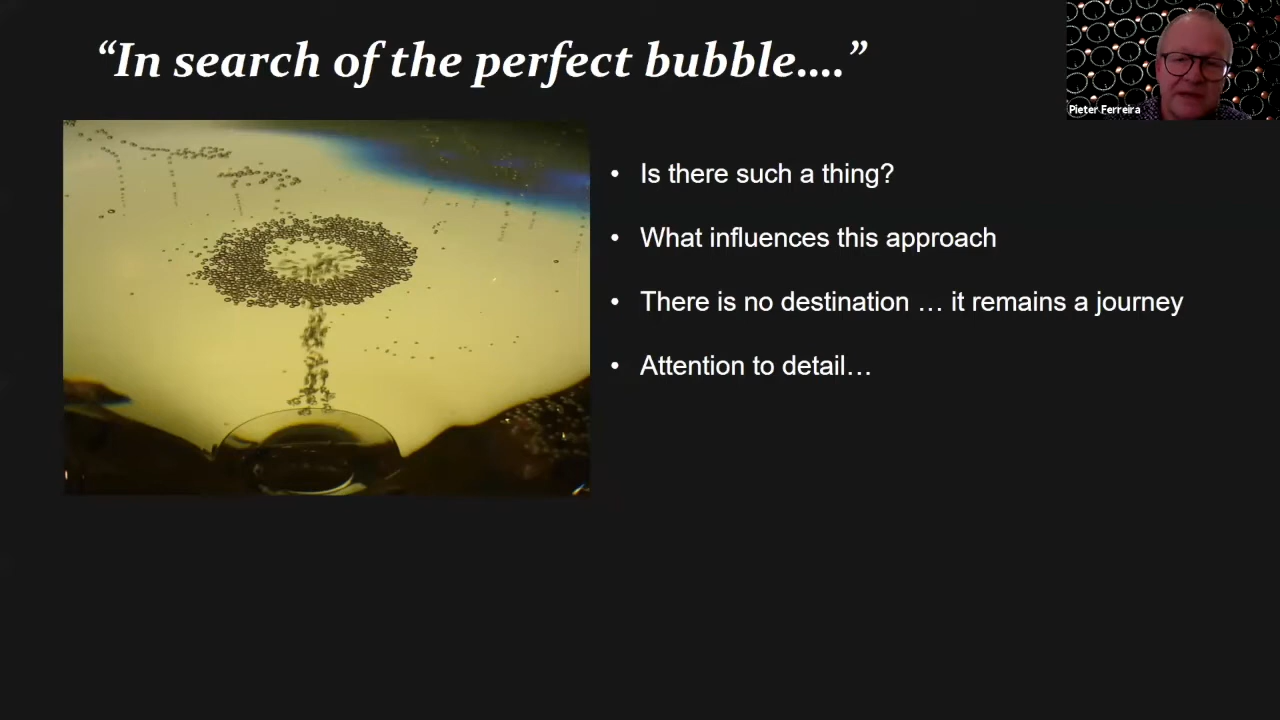 “In search of the perfect bubble....”
Pieter Ferreira
• Is there such a thing?
• What influences this approach
• There is no destination … it remains a journey
• Attention to detail…